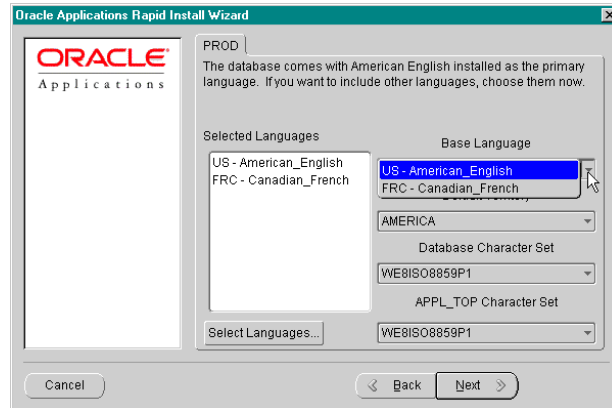 Oracle Applications Rapid Install Wizard
ORACLE
Applications
PROD
The database comes with American English installed as the primary
language. If you want to include other languages, choose them now.
Selected Languages
US - American_English
FRC - Canadian_French
Select Languages...
Base Language
US - American_English
FRC - Canadian_French
AMERICA
Database Character Set
WE8ISO8859P1
APPL_TOP Character Set
WE8ISO8859P1
Cancel
Back
Next